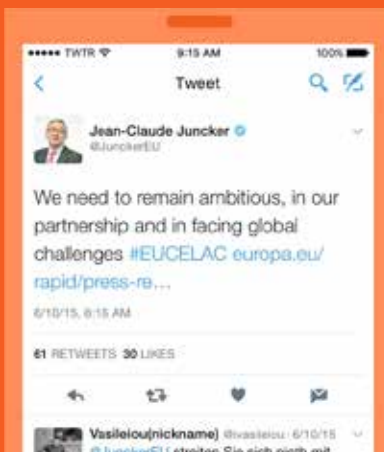 TWTR 9:15 AM 100%
Tweet
Jean-Claude Juncker
@JunckerEU
We need to remain ambitious, in our
partnership and in facing global
challenges #EUCELAC europa.eu/
rapid/press-re…
6/10/15, 8:15 AM
61 RETWEETS 30 LIKES
Vasileiou(nickname) @ivasileiou · 6/10/15
@JunckerEU streiten Sie sich nicht mit